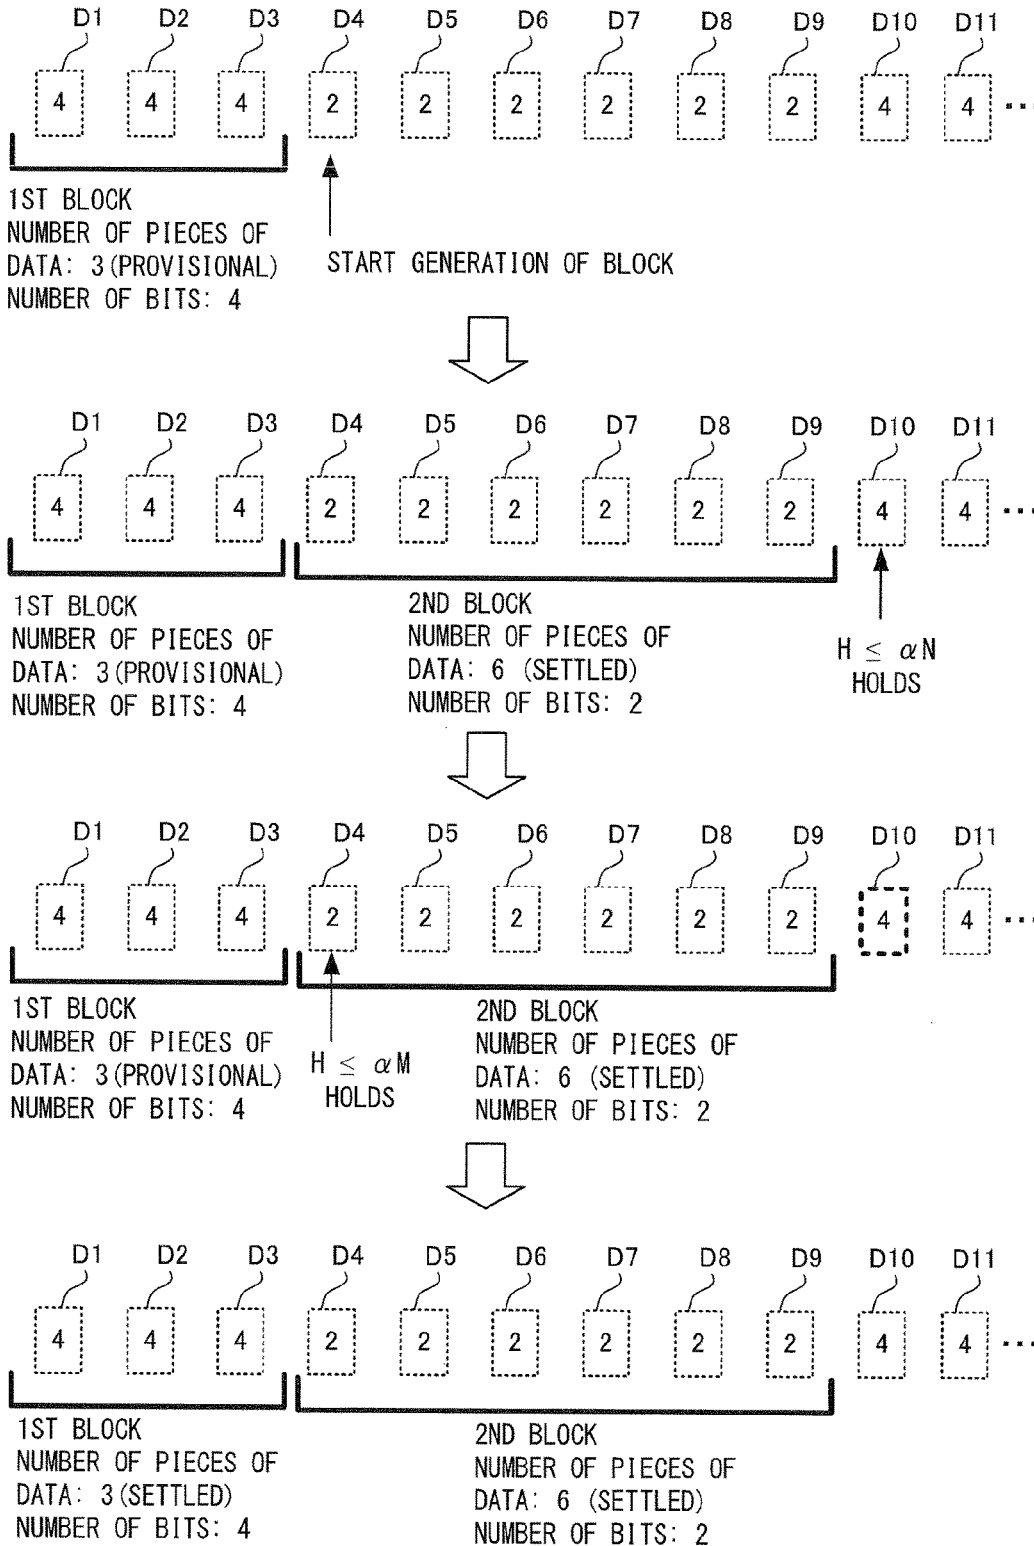 D1 D2 D3 D4 D5 D6 D7 D8 D9 D10 D11
4 4 4 2 2 2 2 2 2 4 4 ...
1ST BLOCK
NUMBER OF PIECES OF
DATA: 3(PROVISIONAL)
NUMBER OF BITS: 4
START GENERATION OF BLOCK
D1 D2 D3 D4 D5 D6 D7 D8 D9 D10 D11
4 4 4 2 2 2 2 2 2 4 4 ...
1ST BLOCK
NUMBER OF PIECES OF
DATA: 3(PROVISIONAL)
NUMBER OF BITS: 4
2ND BLOCK
NUMBER OF PIECES OF
DATA: 6 (SETTLED)
NUMBER OF BITS: 2
H ≤ αN
HOLDS
D1 D2 D3 D4 D5 D6 D7 D8 D9 D10 D11
4 4 4 2 2 2 2 2 2 4 4 ...
1ST BLOCK
NUMBER OF PIECES OF
DATA: 3(PROVISIONAL)
NUMBER OF BITS: 4
H ≤ αM
HOLDS
2ND BLOCK
NUMBER OF PIECES OF
DATA: 6 (SETTLED)
NUMBER OF BITS: 2
D1 D2 D3 D4 D5 D6 D7 D8 D9 D10 D11
4 4 4 2 2 2 2 2 2 4 4 ...
1ST BLOCK
NUMBER OF PIECES OF
DATA: 3(SETTLED)
NUMBER OF BITS: 4
2ND BLOCK
NUMBER OF PIECES OF
DATA: 6 (SETTLED)
NUMBER OF BITS: 2